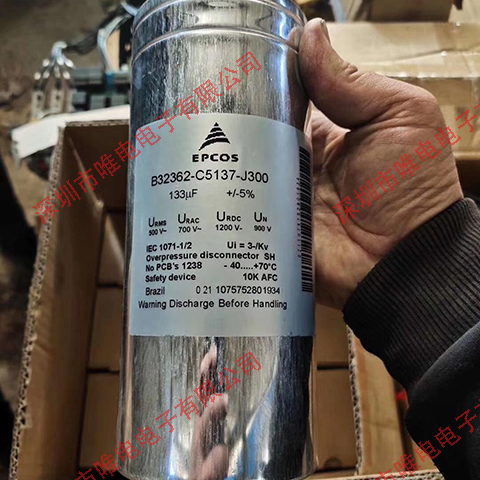 EPCOS
B32362-C5137-J300
133µF +/-5%
URMS URAC URDC UN
500 V~ 700 V~ 1200 V- 900 V
IEC 1071-1/2 Ui = 3-/Kv
Overpressure disconnector SH
No PCB's 1238 - 40.....+70°C
Safety device 10K AFC
Brazil 0 21 1075752801934
Warning Discharge Before Handling
深圳市唯电电子有限公司
深圳市唯电电子有限公司
深圳市唯电电子有限公司